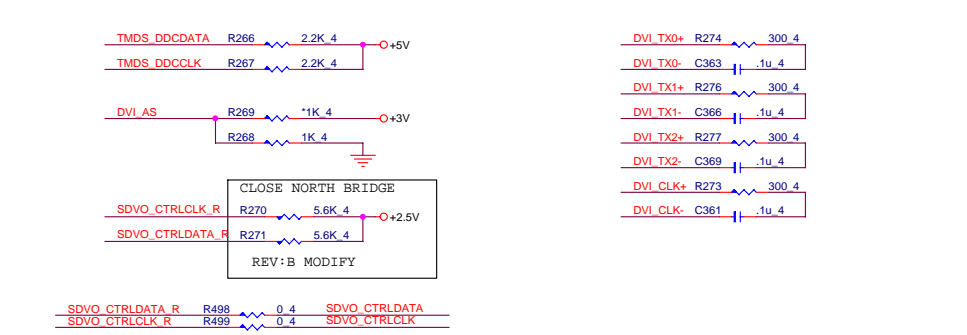 TMDS_DDCDATA R266 2.2K_4 +5V
TMDS_DDCCLK R267 2.2K_4
DVI_AS R269 *1K_4 +3V
R268 1K_4
CLOSE NORTH BRIDGE
SDVO_CTRLCLK_R R270 5.6K_4 +2.5V
SDVO_CTRLDATA_R R271 5.6K_4
REV:B MODIFY
SDVO_CTRLDATA_R R498 0_4 SDVO_CTRLDATA
SDVO_CTRLCLK_R R499 0_4 SDVO_CTRLCLK
DVI_TX0+ R274 300_4
DVI_TX0- C363 .1u_4
DVI_TX1+ R276 300_4
DVI_TX1- C366 .1u_4
DVI_TX2+ R277 300_4
DVI_TX2- C369 .1u_4
DVI_CLK+ R273 300_4
DVI_CLK- C361 .1u_4